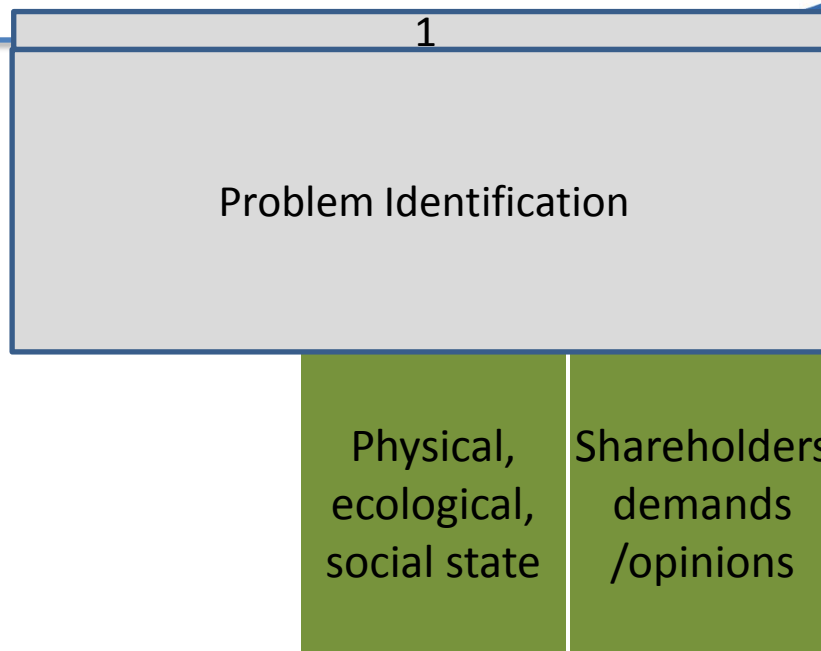 1
Problem Identification
Physical,
ecological,
social state
Shareholders
demands
/opinions